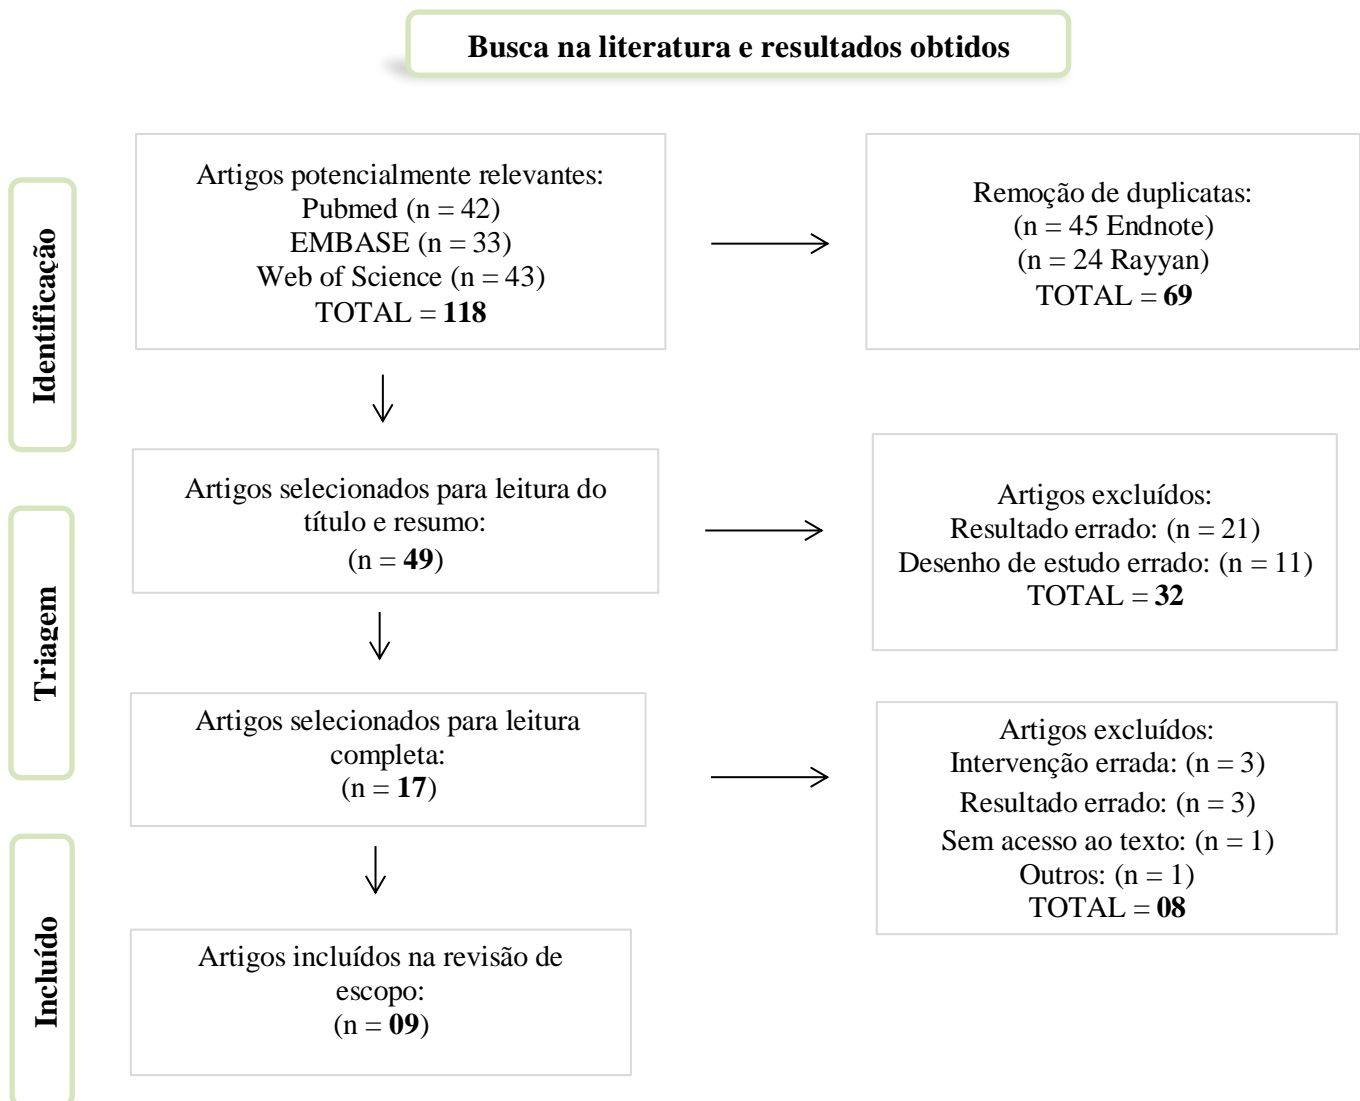 Busca na literatura e resultados obtidos
Identificação
Artigos potencialmente relevantes:
Pubmed (n = 42)
EMBASE (n = 33)
Web of Science (n = 43)
TOTAL = 118
Remoção de duplicatas:
(n = 45 Endnote)
(n = 24 Rayyan)
TOTAL = 69
Triagem
Artigos selecionados para leitura do
título e resumo:
(n = 49)
Artigos excluídos:
Resultado errado: (n = 21)
Desenho de estudo errado: (n = 11)
TOTAL = 32
Artigos selecionados para leitura
completa:
(n = 17)
Artigos excluídos:
Intervenção errada: (n = 3)
Resultado errado: (n = 3)
Sem acesso ao texto: (n = 1)
Outros: (n = 1)
TOTAL = 08
Incluído
Artigos incluídos na revisão de
escopo:
(n = 09)